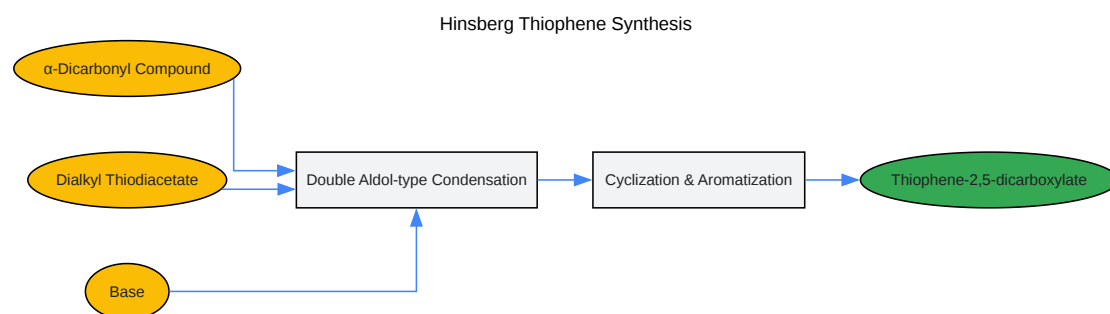 Hinsberg Thiophene Synthesis
α-Dicarbonyl Compound
Dialkyl Thiodiacetate
Double Aldol-type Condensation
Cyclization & Aromatization
Thiophene-2,5-dicarboxylate
Base